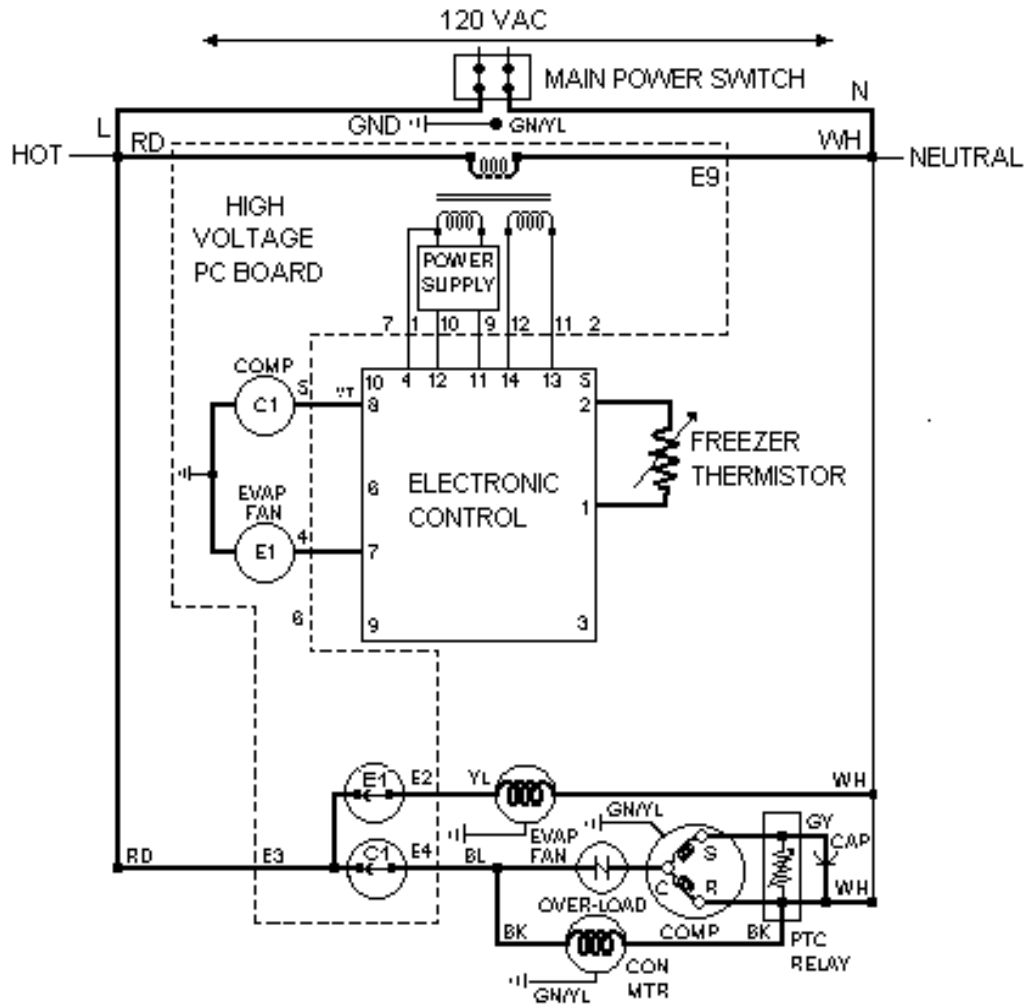 120 VAC
MAIN POWER SWITCH
N
L
GND
GN/YL
RD
WH
HOT
NEUTRAL
E9
HIGH
VOLTAGE
PC BOARD
POWER
SUPPLY
7 1 10 9 12 11 2
COMP
10 4 12 11 14 13 5
C1
5
VT
8
2
FREEZER
THERMISTOR
6
ELECTRONIC
CONTROL
1
EVAP
FAN
E1
4
7
6
9
3
E1
E2
YL
WH
GN/YL
GY
CAP
EVAP
FAN
RD
E3
C1
E4
BL
S
C
R
WH
OVER-LOAD
BK
COMP
BK
PTC
RELAY
CON
MTR
GN/YL